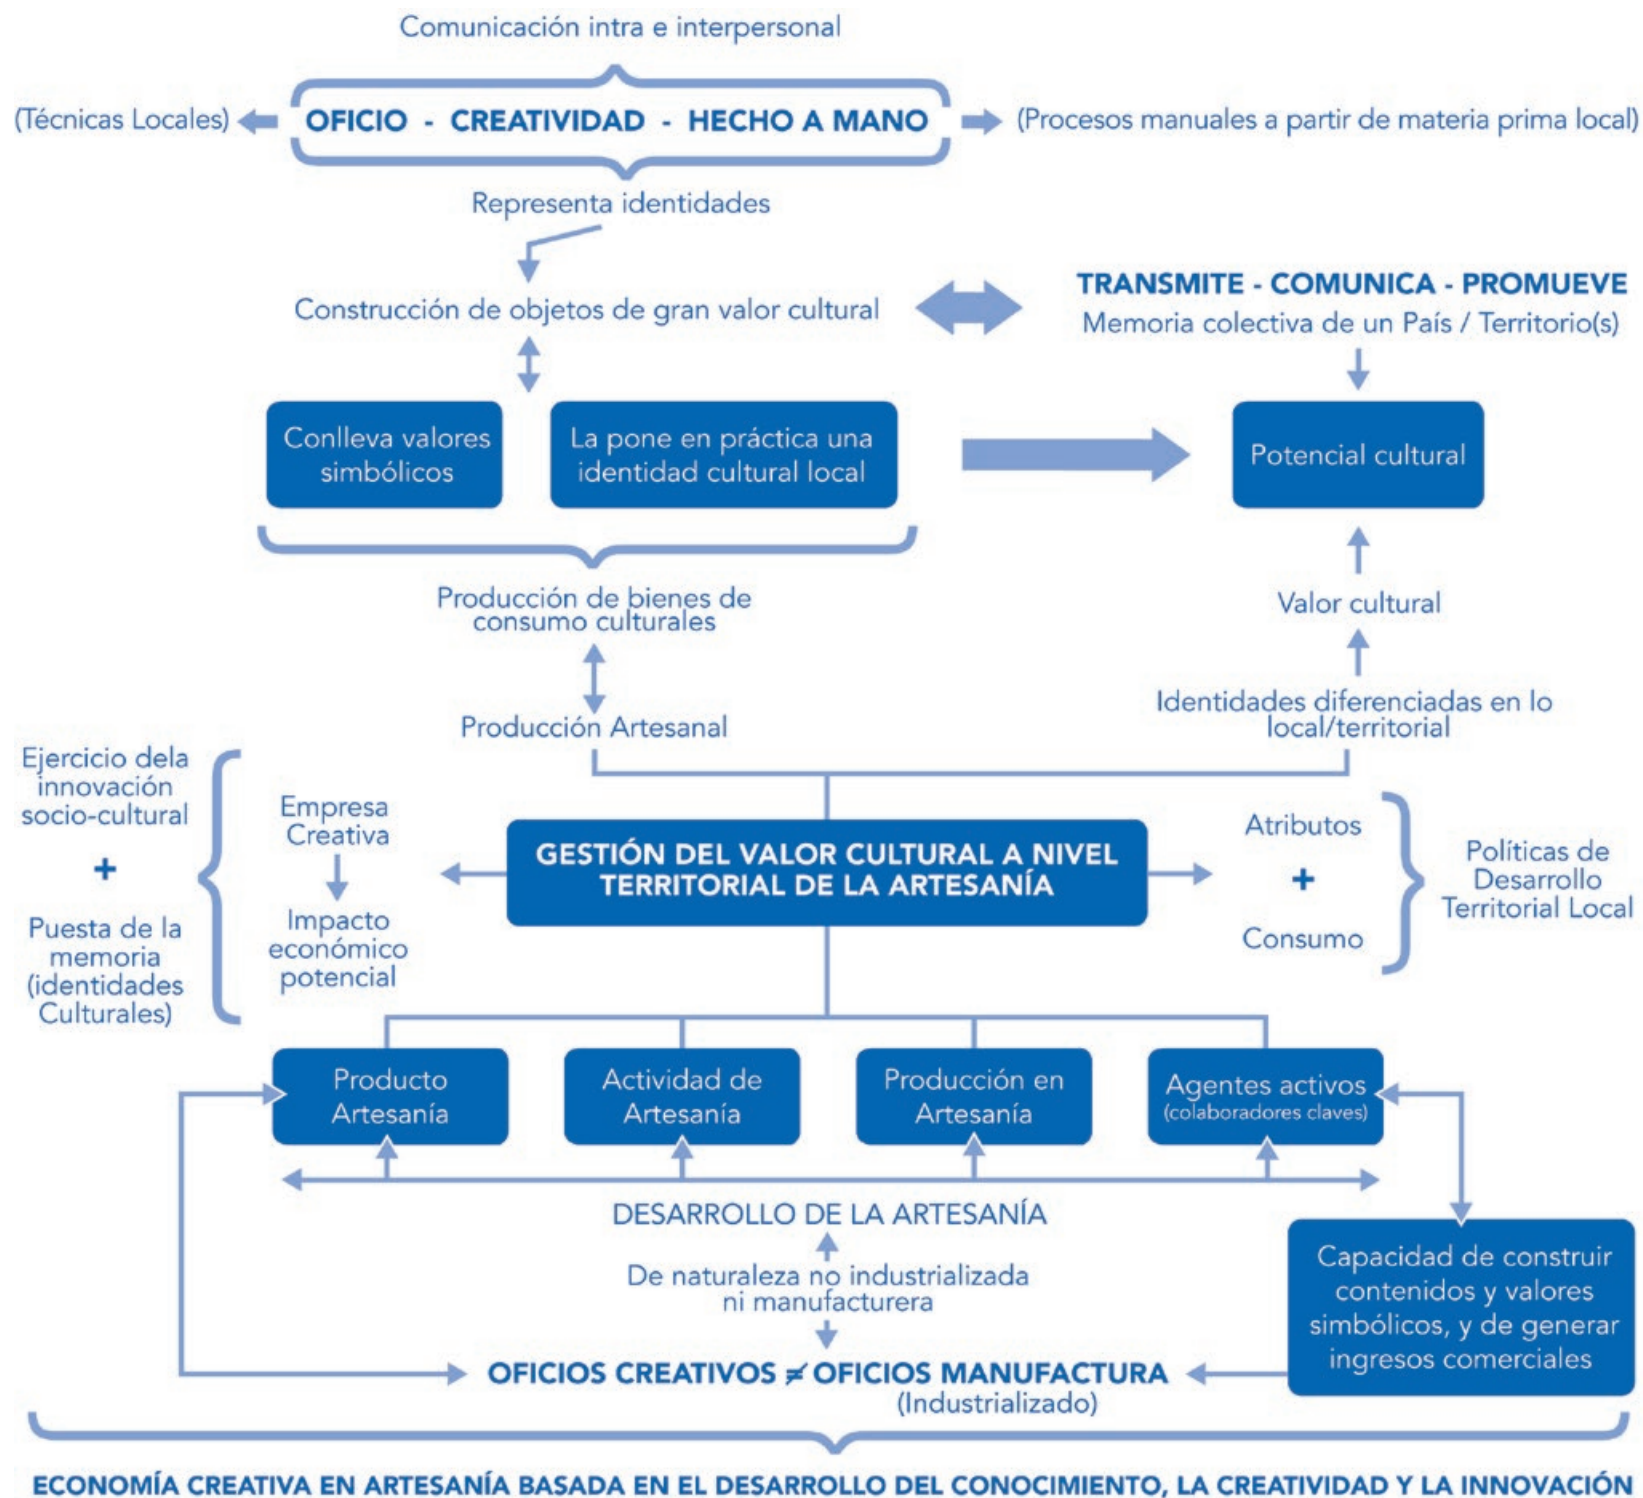 Comunicación intra e interpersonal
(Técnicas Locales)
OFICIO - CREATIVIDAD - HECHO A MANO
(Procesos manuales a partir de materia prima local)
Representa identidades
Construcción de objetos de gran valor cultural
TRANSMITE - COMUNICA - PROMUEVE
Memoria colectiva de un País / Territorio(s)
Conlleva valores
simbólicos
La pone en práctica una
identidad cultural local
Potencial cultural
Producción de bienes de
consumo culturales
Valor cultural
Producción Artesanal
Identidades diferenciadas en lo
local/territorial
Ejercicio dela
innovación
socio-cultural
+
Puesta de la
memoria
(identidades
Culturales)
Empresa
Creativa
Impacto
económico
potencial
GESTIÓN DEL VALOR CULTURAL A NIVEL
TERRITORIAL DE LA ARTESANÍA
Atributos
+
Consumo
Políticas de
Desarrollo
Territorial Local
Producto
Artesanía
Actividad de
Artesanía
Producción en
Artesanía
Agentes activos
(colaboradores claves)
DESARROLLO DE LA ARTESANÍA
De naturaleza no industrializada
ni manufacturera
Capacidad de construir
contenidos y valores
simbólicos, y de generar
ingresos comerciales
OFICIOS CREATIVOS ≠ OFICIOS MANUFACTURA
(Industrializado)
ECONOMÍA CREATIVA EN ARTESANÍA BASADA EN EL DESARROLLO DEL CONOCIMIENTO, LA CREATIVIDAD Y LA INNOVACIÓN